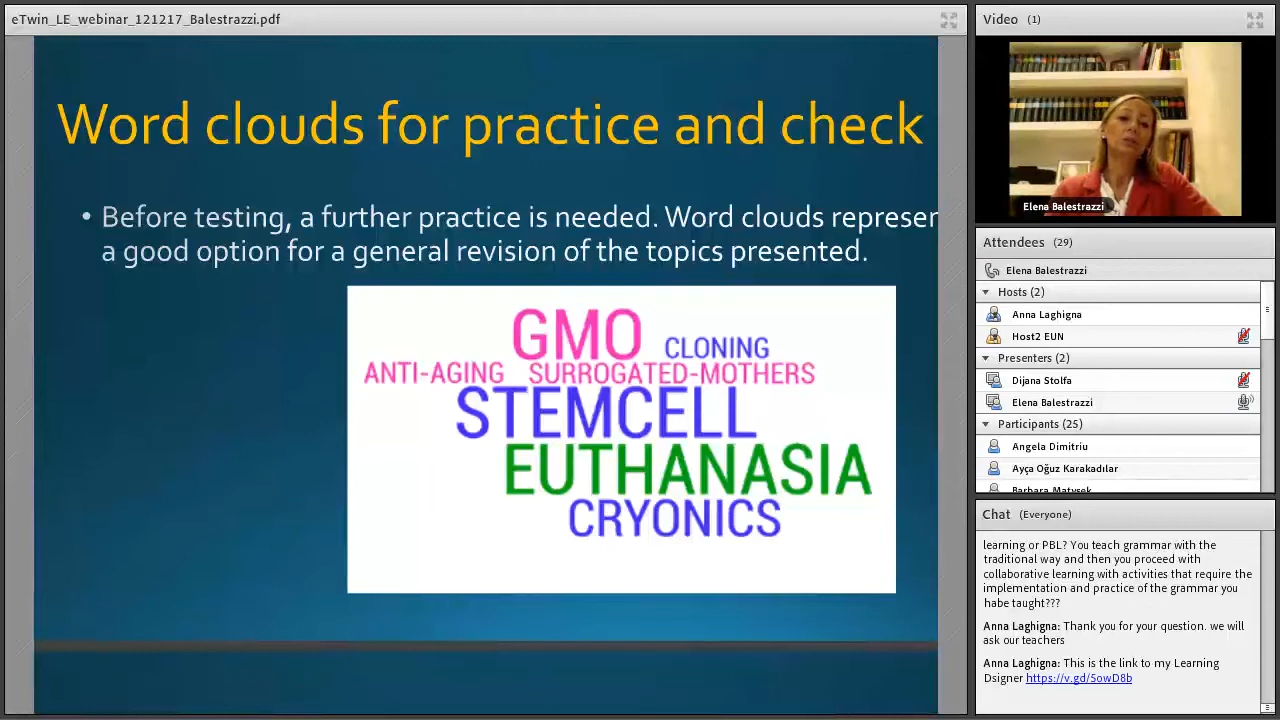 eTwin_LE_webinar_121217_Balestrazzi.pdf
Word clouds for practice and check
• Before testing, a further practice is needed. Word clouds represen
a good option for a general revision of the topics presented.
GMO
CLONING
ANTI-AGING SURROGATED-MOTHERS
STEMCELL
EUTHANASIA
CRYONICS
Video (1)
Elena Balestrazzi
Attendees (29)
Elena Balestrazzi
Hosts (2)
Anna Laghigna
Host2 EUN
Presenters (2)
Dijana Stolfa
Elena Balestrazzi
Participants (25)
Angela Dimitriu
Ayça Oğuz Karakadılar
Barbara Matysek
Chat (Everyone)
learning or PBL? You teach grammar with the
traditional way and then you proceed with
collaborative learning with activities that require the
implementation and practice of the grammar you
habe taught???
Anna Laghigna: Thank you for your question. we will
ask our teachers
Anna Laghigna: This is the link to my Learning
Dsigner https://v.gd/5owD8b